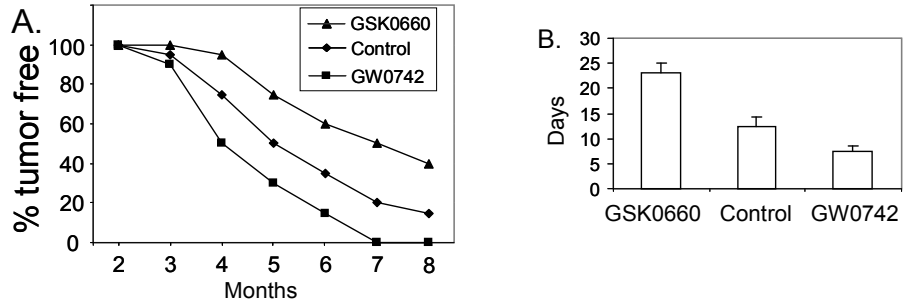 A.
% tumor free
100
80
60
40
20
0
2 3 4 5 6 7 8
Months
GSK0660
Control
GW0742
B.
Days
30
25
20
15
10
5
0
GSK0660 Control GW0742